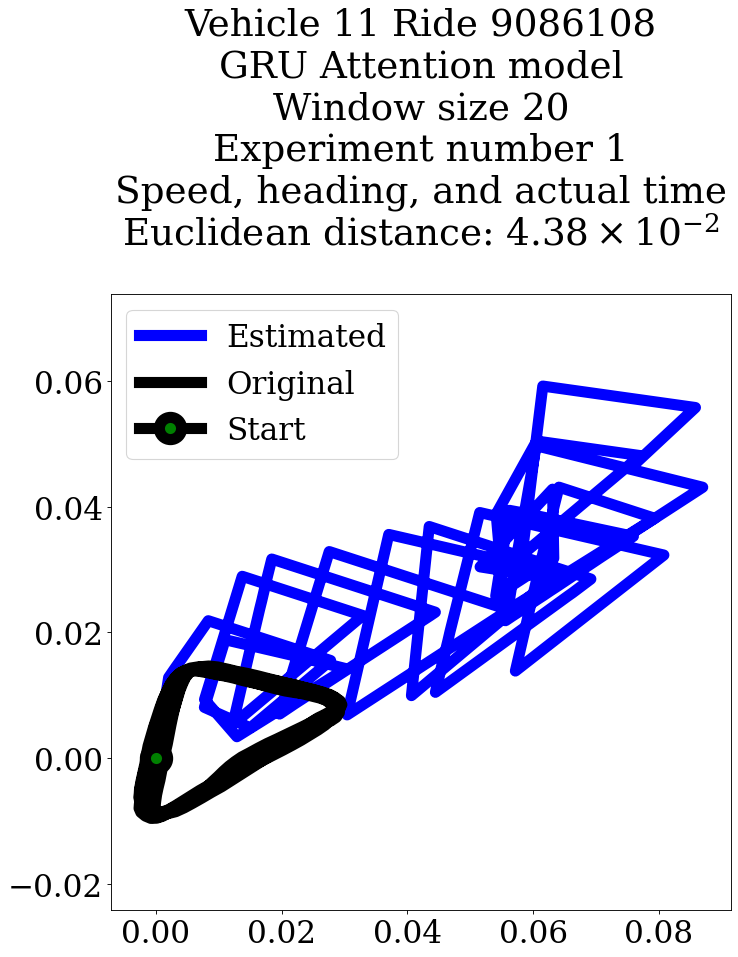 Vehicle 11 Ride 9086108
GRU Attention model
Window size 20
Experiment number 1
Speed, heading, and actual time
Euclidean distance: 4.38 × 10⁻²
Estimated
Original
Start
0.06
0.04
0.02
0.00
−0.02
0.00 0.02 0.04 0.06 0.08